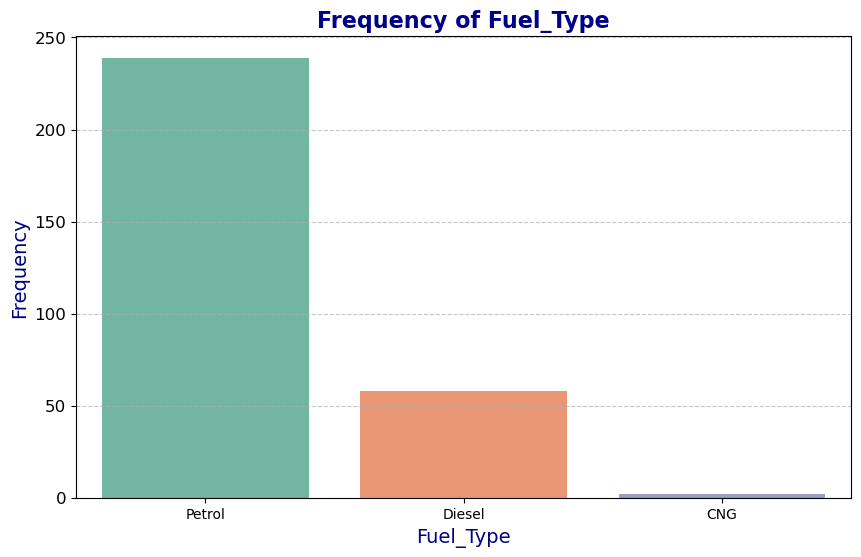 Frequency of Fuel_Type
250
200
150
100
50
0
Frequency
Petrol Diesel CNG
Fuel_Type